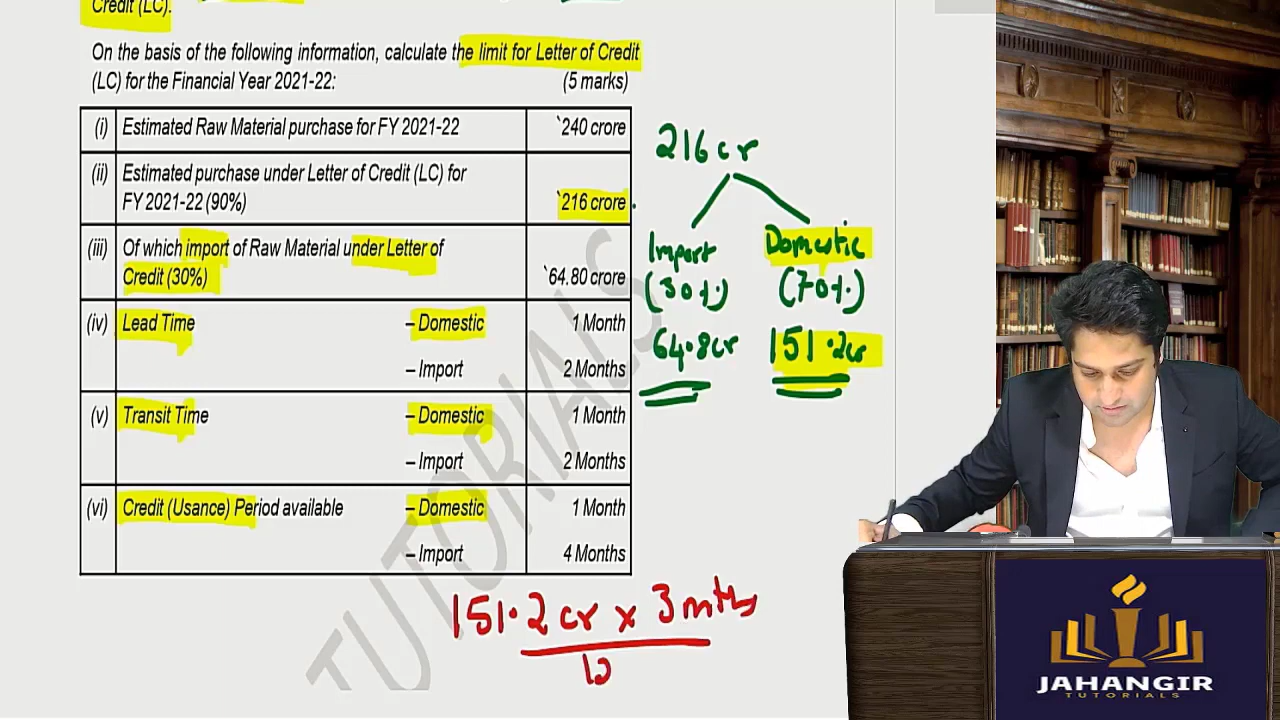 Credit (LC).
On the basis of the following information, calculate the limit for Letter of Credit
(LC) for the Financial Year 2021-22: (5 marks)
(i) Estimated Raw Material purchase for FY 2021-22 `240 crore
(ii) Estimated purchase under Letter of Credit (LC) for
FY 2021-22 (90%) `216 crore
(iii) Of which import of Raw Material under Letter of
Credit (30%) `64.80 crore
(iv) Lead Time – Domestic 1 Month
– Import 2 Months
(v) Transit Time – Domestic 1 Month
– Import 2 Months
(vi) Credit (Usance) Period available – Domestic 1 Month
– Import 4 Months
216 cr
Import Domestic
(30%) (70%)
64.8cr 151.2cr
151.2 cr x 3 mths
12
TUTORIALS
JAHANGIR
TUTORIALS